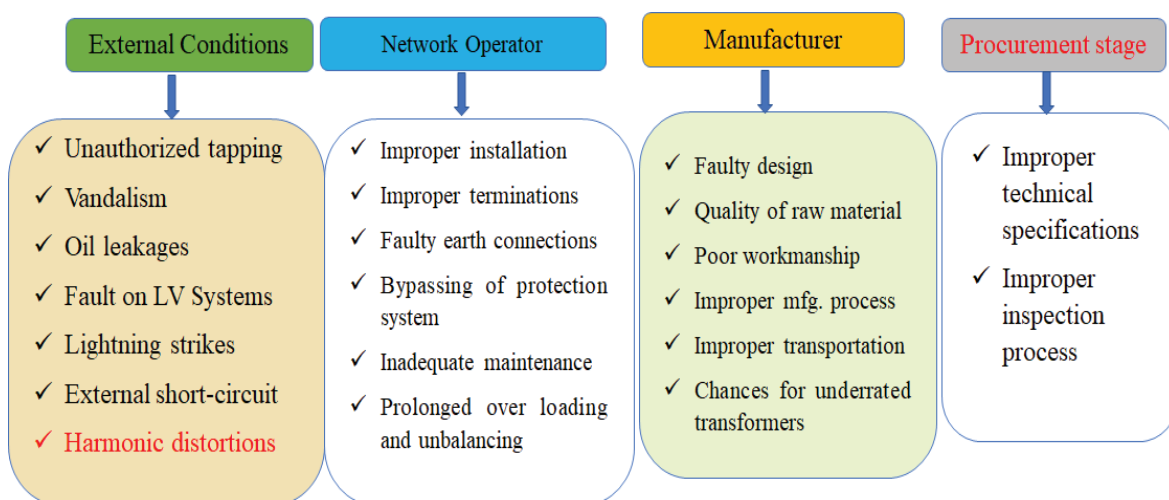 External Conditions
✓ Unauthorized tapping
✓ Vandalism
✓ Oil leakages
✓ Fault on LV Systems
✓ Lightning strikes
✓ External short-circuit
✓ Harmonic distortions
Network Operator
✓ Improper installation
✓ Improper terminations
✓ Faulty earth connections
✓ Bypassing of protection
system
✓ Inadequate maintenance
✓ Prolonged over loading
and unbalancing
Manufacturer
✓ Faulty design
✓ Quality of raw material
✓ Poor workmanship
✓ Improper mfg. process
✓ Improper transportation
✓ Chances for underrated
transformers
Procurement stage
✓ Improper
technical
specifications
✓ Improper
inspection
process